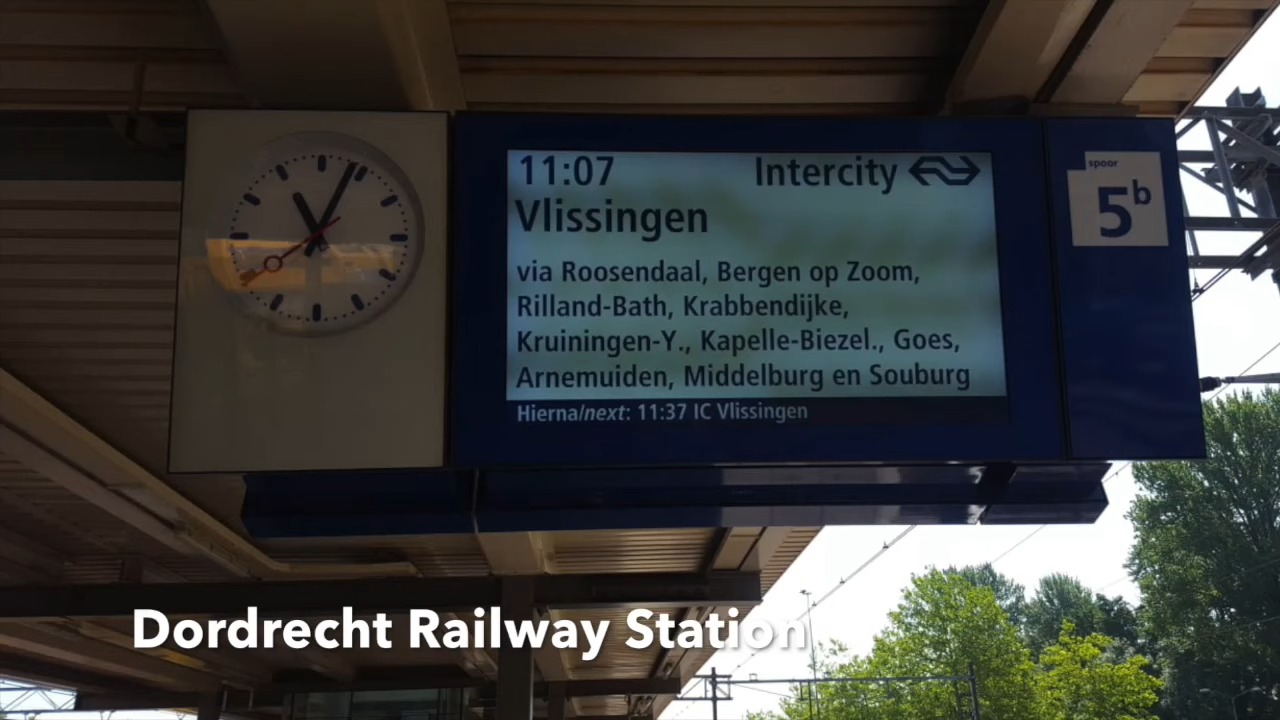 11:07 Intercity
Vlissingen
via Roosendaal, Bergen op Zoom,
Rilland-Bath, Krabbendijke,
Kruiningen-Y., Kapelle-Biezel., Goes,
Arnemuiden, Middelburg en Souburg
Hierna/next: 11:37 IC Vlissingen
spoor
5b
Dordrecht Railway Station